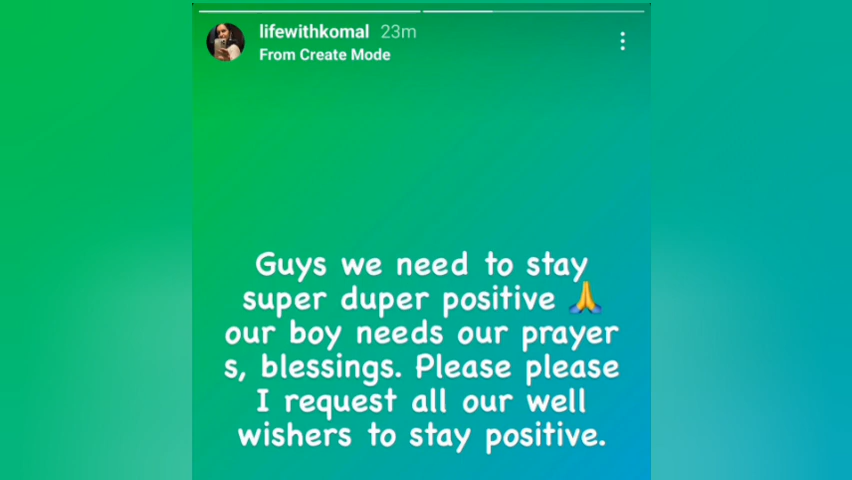 lifewithkomal 23m
From Create Mode
Guys we need to stay
super duper positive 🙏
our boy needs our prayer
s, blessings. Please please
I request all our well
wishers to stay positive.